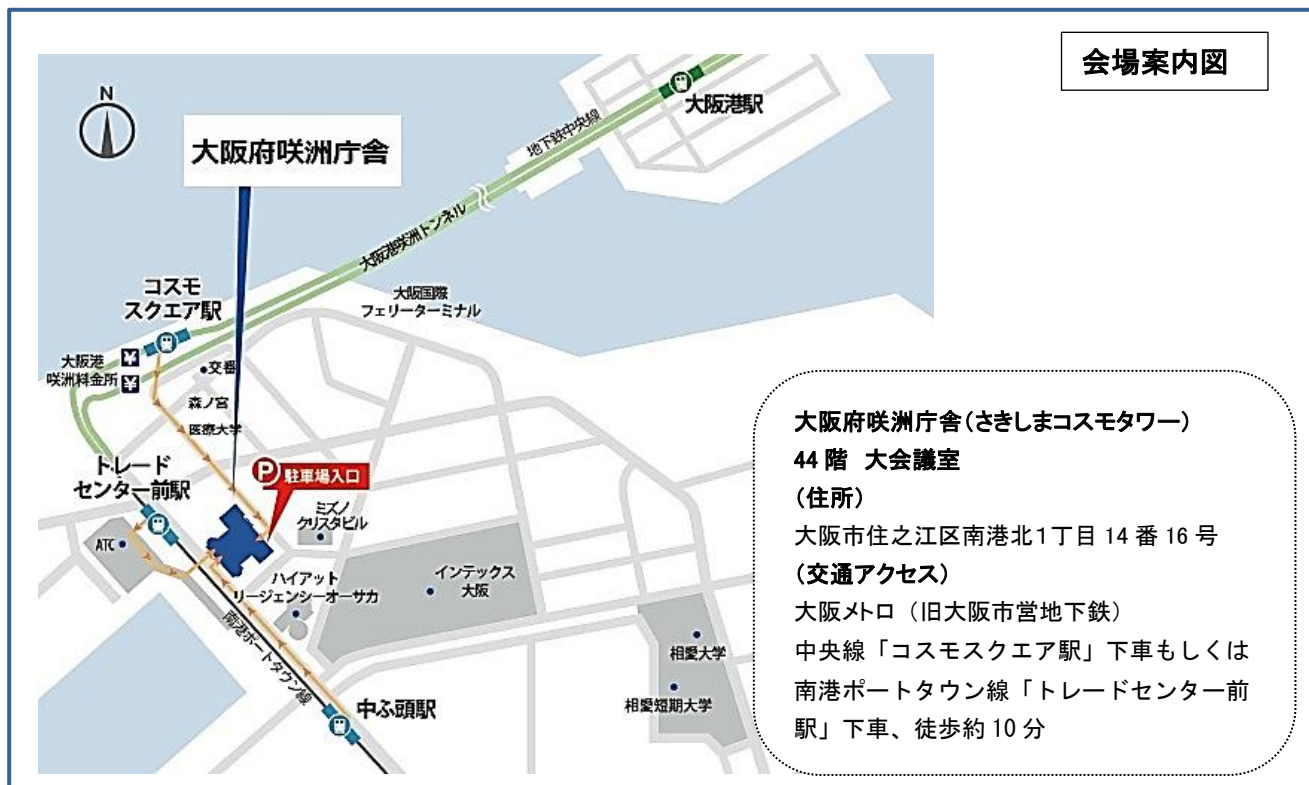 会場案内図
N
大阪府咲洲庁舎
大阪港駅
地下鉄中央線
大阪港咲洲トンネル
コスモ
スクエア駅
大阪国際
フェリーターミナル
大阪港
咲洲料金所
¥
¥
交番
森ノ宮
医療大学
トレード
センター前駅
P 駐車場入口
ミズノ
クリスタビル
ATC
ハイアット
リージェンシーオーサカ
インテックス
大阪
南港ポートタウン線
中ふ頭駅
相愛大学
相愛短期大学
大阪府咲洲庁舎(さきしまコスモタワー)
44階 大会議室
(住所)
大阪市住之江区南港北1丁目14番16号
(交通アクセス)
大阪メトロ(旧大阪市営地下鉄)
中央線「コスモスクエア駅」下車もしくは
南港ポートタウン線「トレードセンター前
駅」下車、徒歩約10分